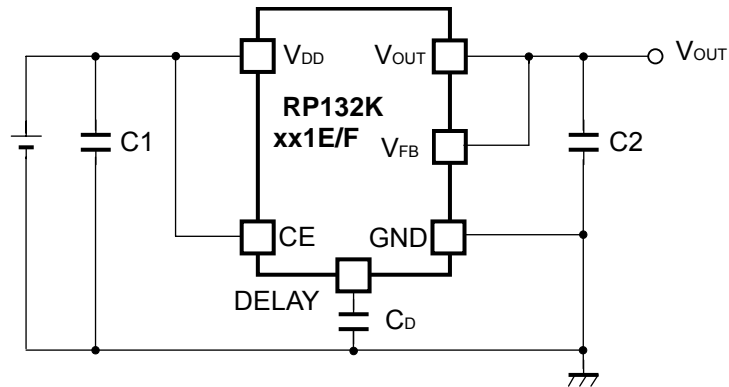 VDD
VOUT
VOUT
RP132K
xx1E/F
C1
VFB
C2
CE
GND
DELAY
CD